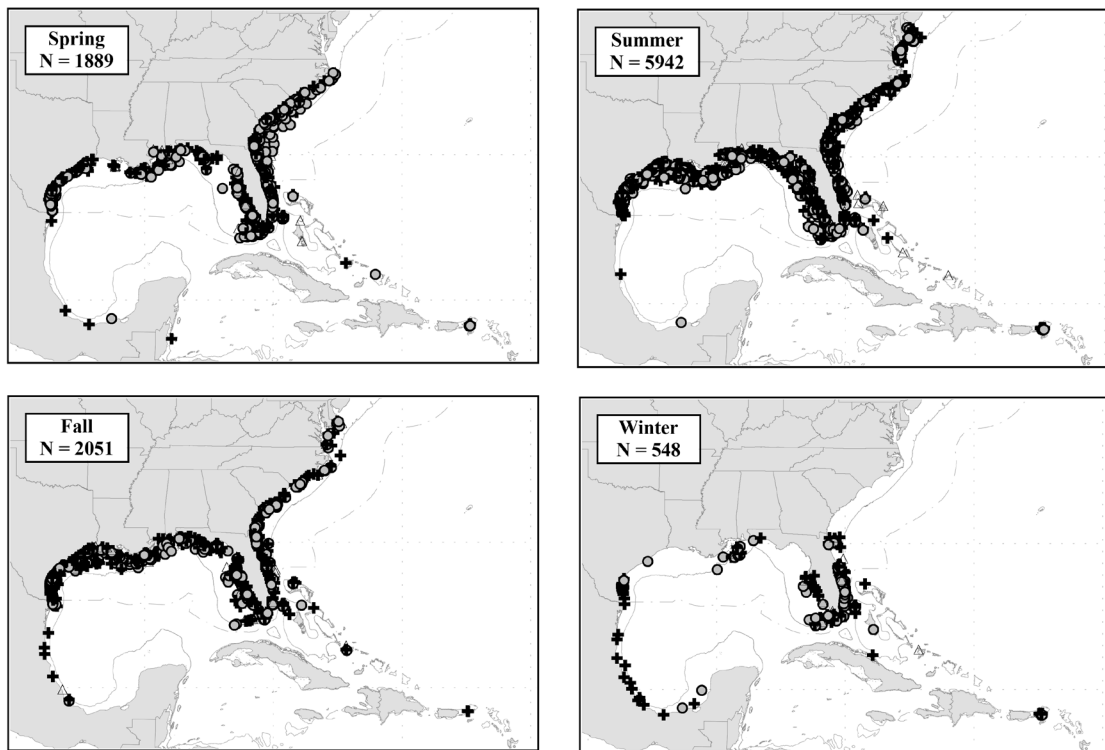 Spring
N = 1889
Summer
N = 5942
Fall
N = 2051
Winter
N = 548